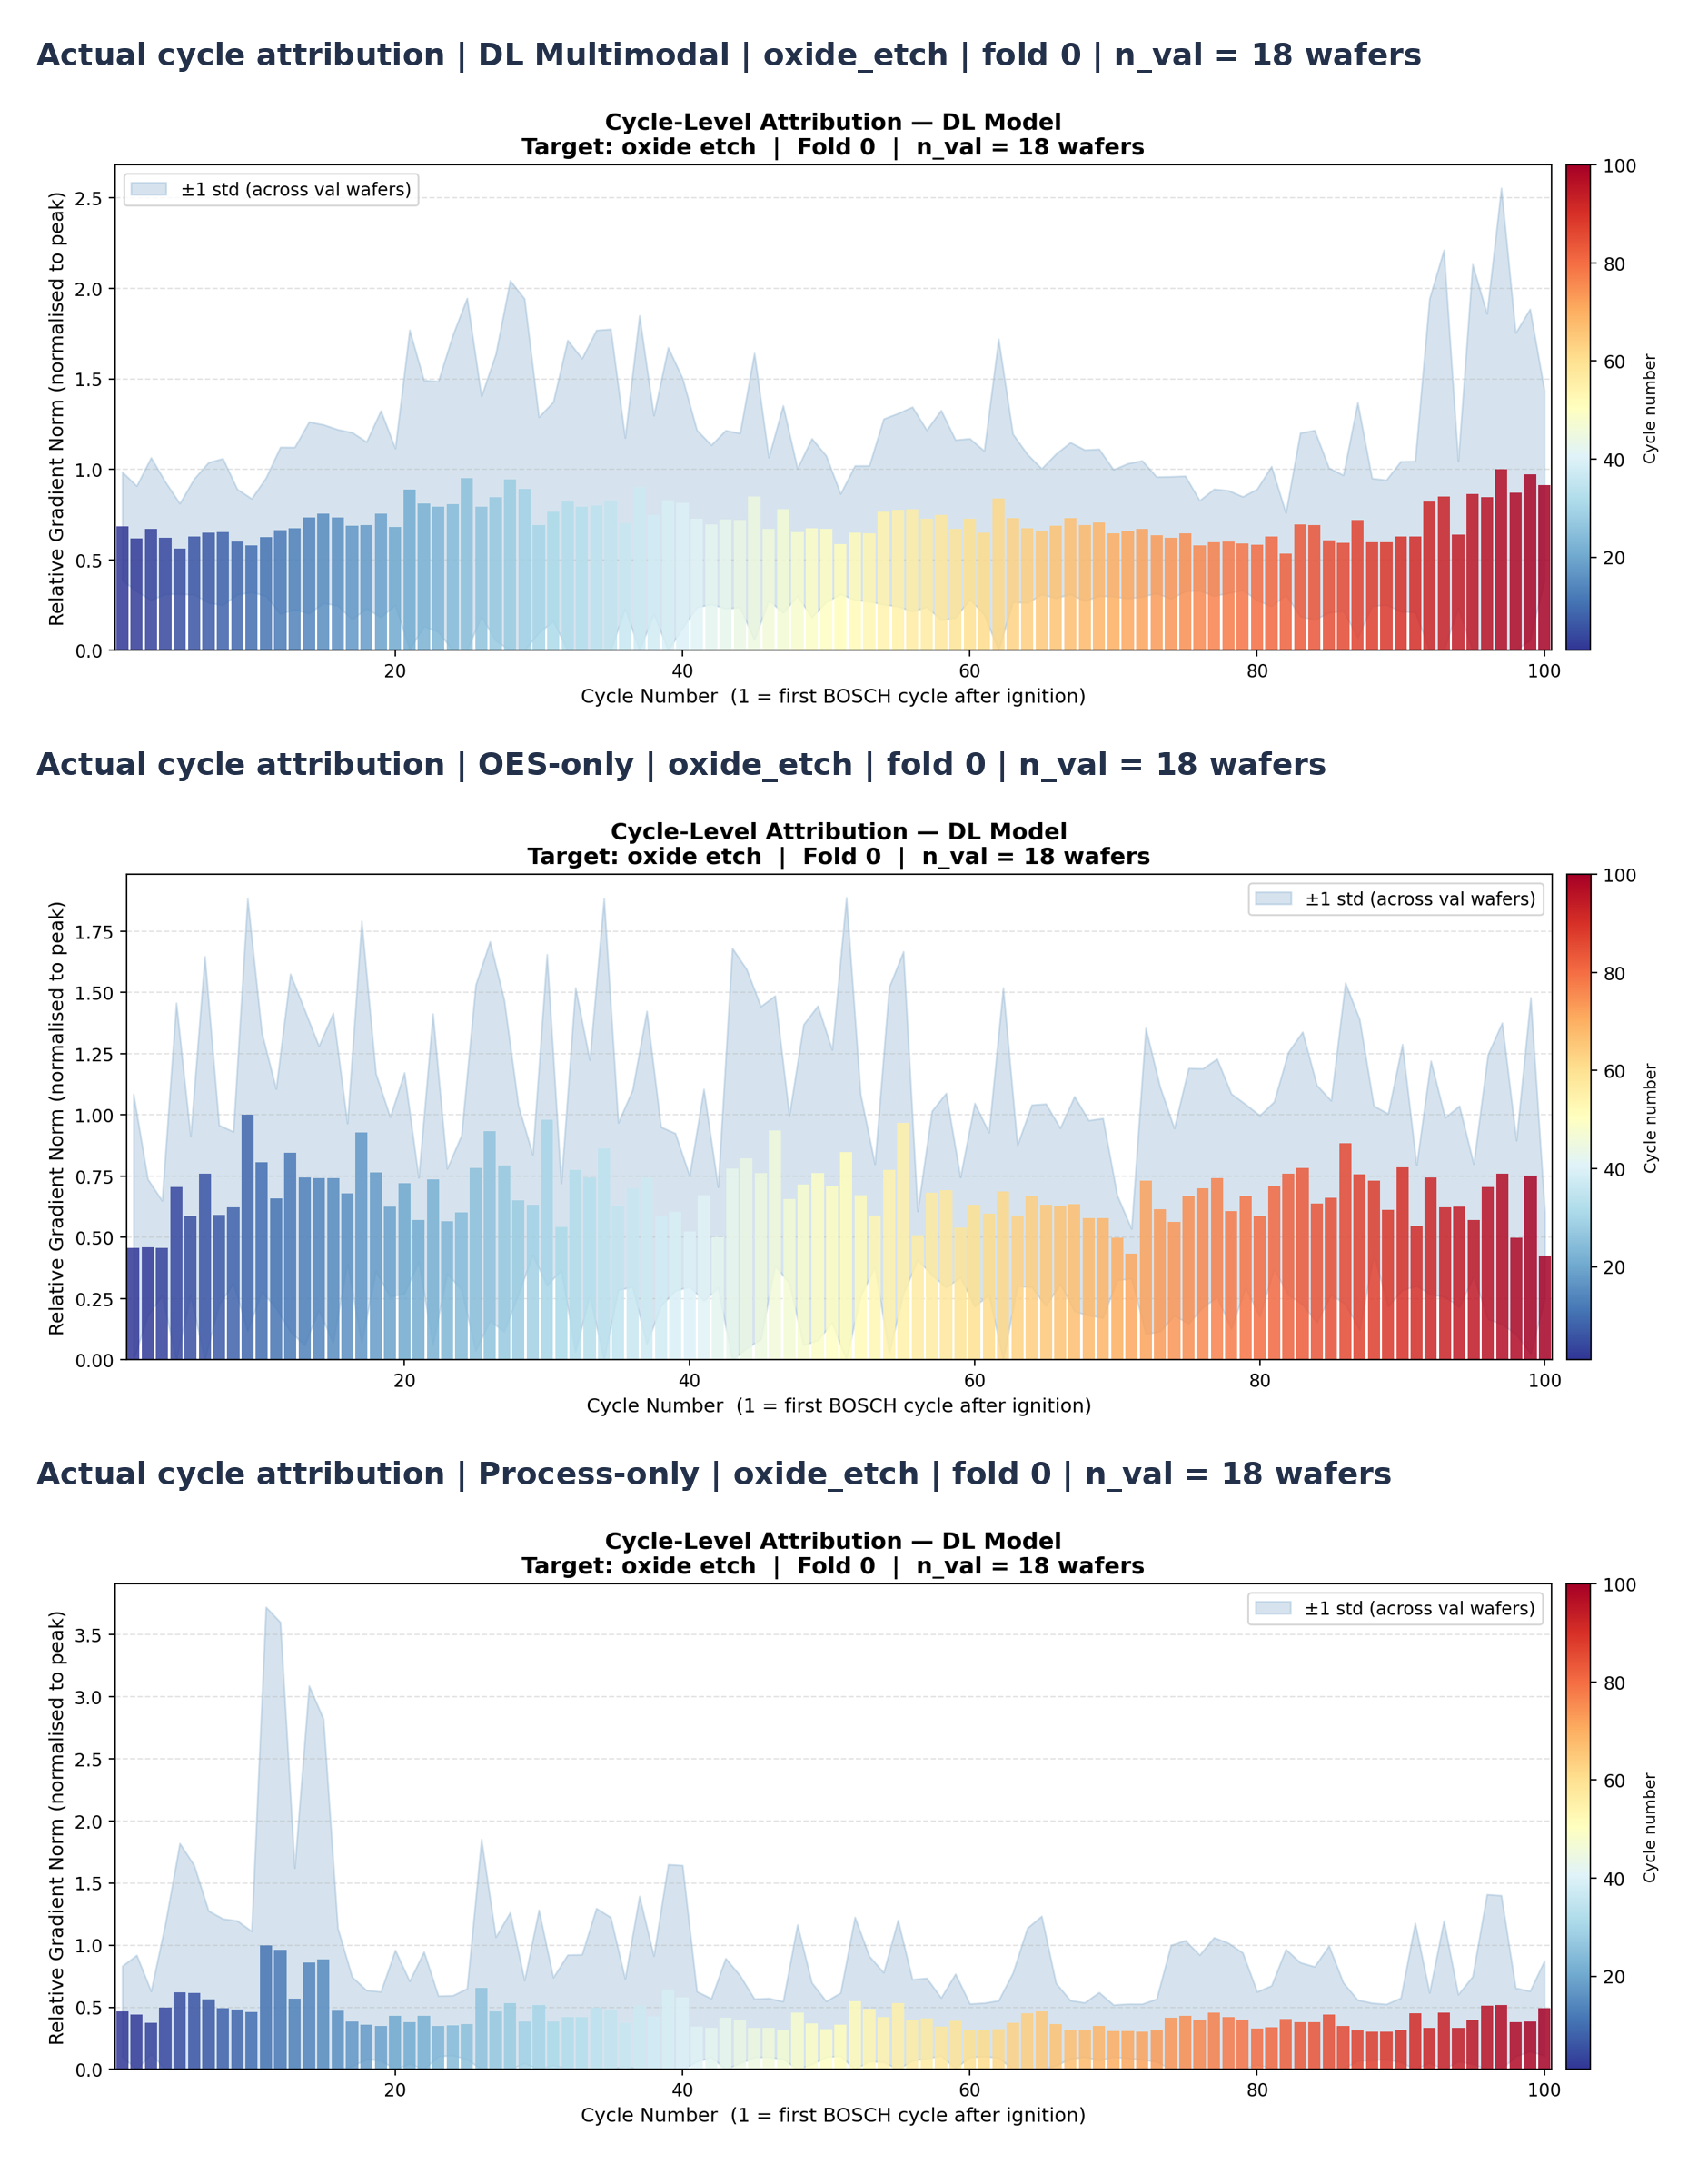 Actual cycle attribution | DL Multimodal | oxide_etch | fold 0 | n_val = 18 wafers
Cycle-Level Attribution — DL Model
Target: oxide etch | Fold 0 | n_val = 18 wafers
±1 std (across val wafers)
Relative Gradient Norm (normalised to peak)
2.5
2.0
1.5
1.0
0.5
0.0
20
40
60
80
100
Cycle Number (1 = first BOSCH cycle after ignition)
100
80
60
40
20
Cycle number
Actual cycle attribution | OES-only | oxide_etch | fold 0 | n_val = 18 wafers
Cycle-Level Attribution — DL Model
Target: oxide etch | Fold 0 | n_val = 18 wafers
±1 std (across val wafers)
Relative Gradient Norm (normalised to peak)
1.75
1.50
1.25
1.00
0.75
0.50
0.25
0.00
20
40
60
80
100
Cycle Number (1 = first BOSCH cycle after ignition)
100
80
60
40
20
Cycle number
Actual cycle attribution | Process-only | oxide_etch | fold 0 | n_val = 18 wafers
Cycle-Level Attribution — DL Model
Target: oxide etch | Fold 0 | n_val = 18 wafers
±1 std (across val wafers)
Relative Gradient Norm (normalised to peak)
3.5
3.0
2.5
2.0
1.5
1.0
0.5
0.0
20
40
60
80
100
Cycle Number (1 = first BOSCH cycle after ignition)
100
80
60
40
20
Cycle number